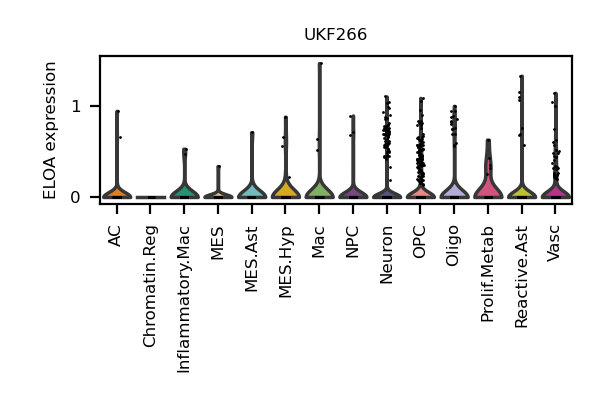 UKF266
ELOA expression
1
0
AC
Chromatin.Reg
Inflammatory.Mac
MES
MES.Ast
MES.Hyp
Mac
NPC
Neuron
OPC
Oligo
Prolif.Metab
Reactive.Ast
Vasc